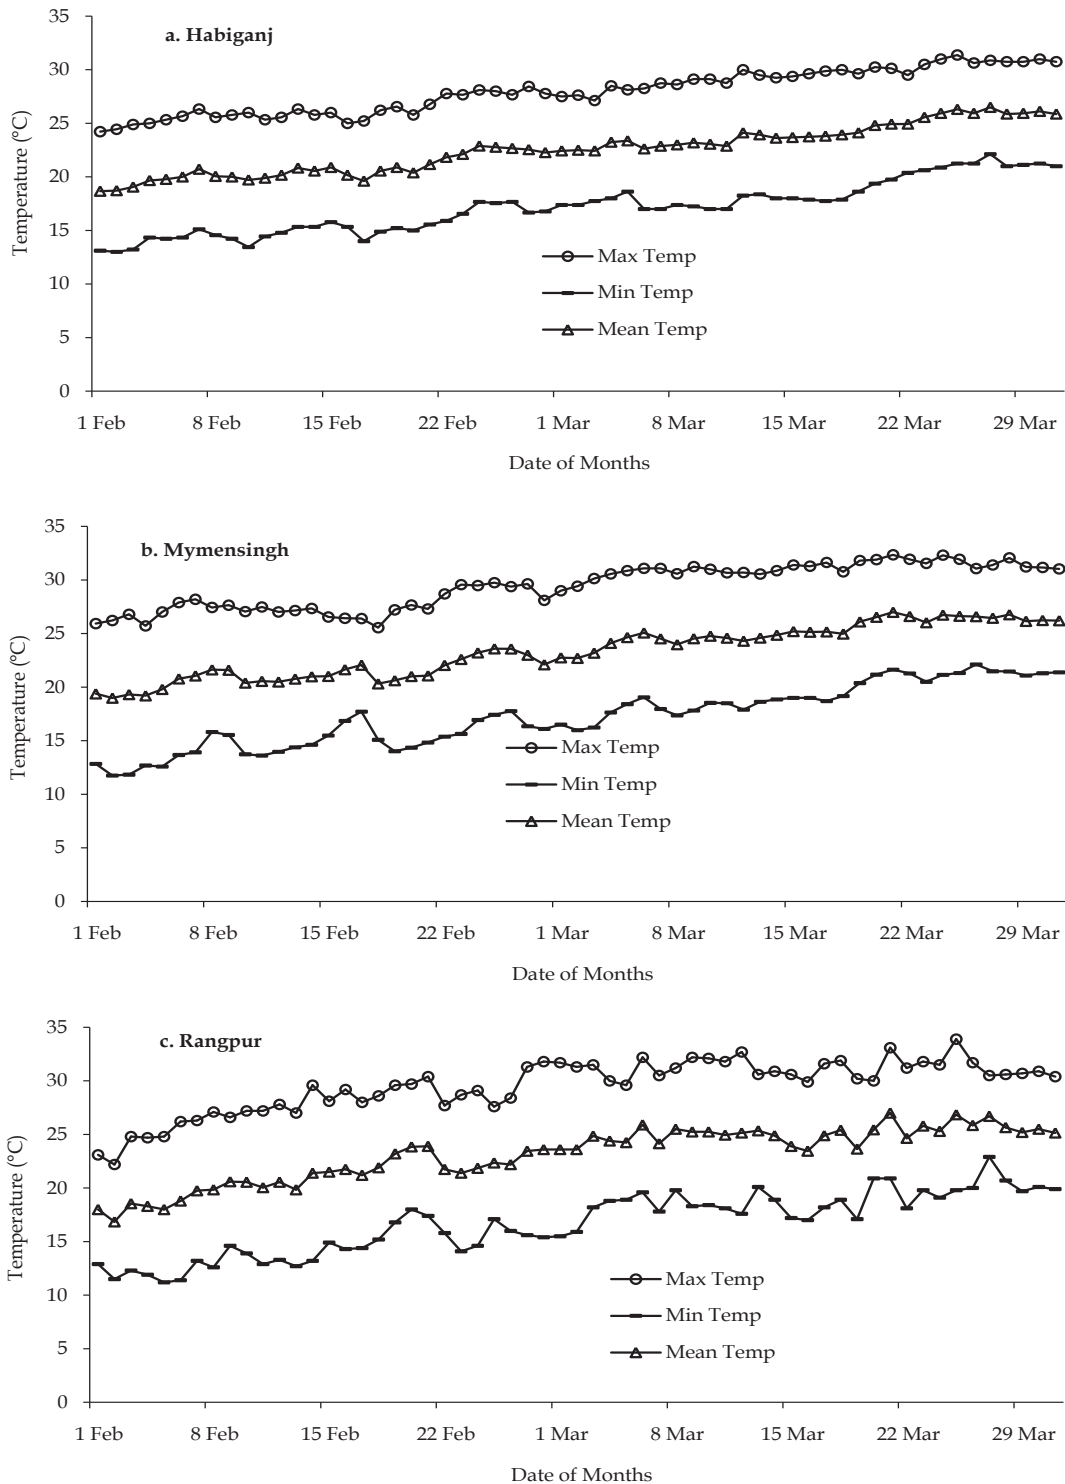 a. Habiganj
35
30
25
20
15
10
5
0
Temperature (°C)
Max Temp
Min Temp
Mean Temp
1 Feb 8 Feb 15 Feb 22 Feb 1 Mar 8 Mar 15 Mar 22 Mar 29 Mar
Date of Months
b. Mymensingh
35
30
25
20
15
10
5
0
Temperature (°C)
Max Temp
Min Temp
Mean Temp
1 Feb 8 Feb 15 Feb 22 Feb 1 Mar 8 Mar 15 Mar 22 Mar 29 Mar
Date of Months
c. Rangpur
35
30
25
20
15
10
5
0
Temperature (°C)
Max Temp
Min Temp
Mean Temp
1 Feb 8 Feb 15 Feb 22 Feb 1 Mar 8 Mar 15 Mar 22 Mar 29 Mar
Date of Months